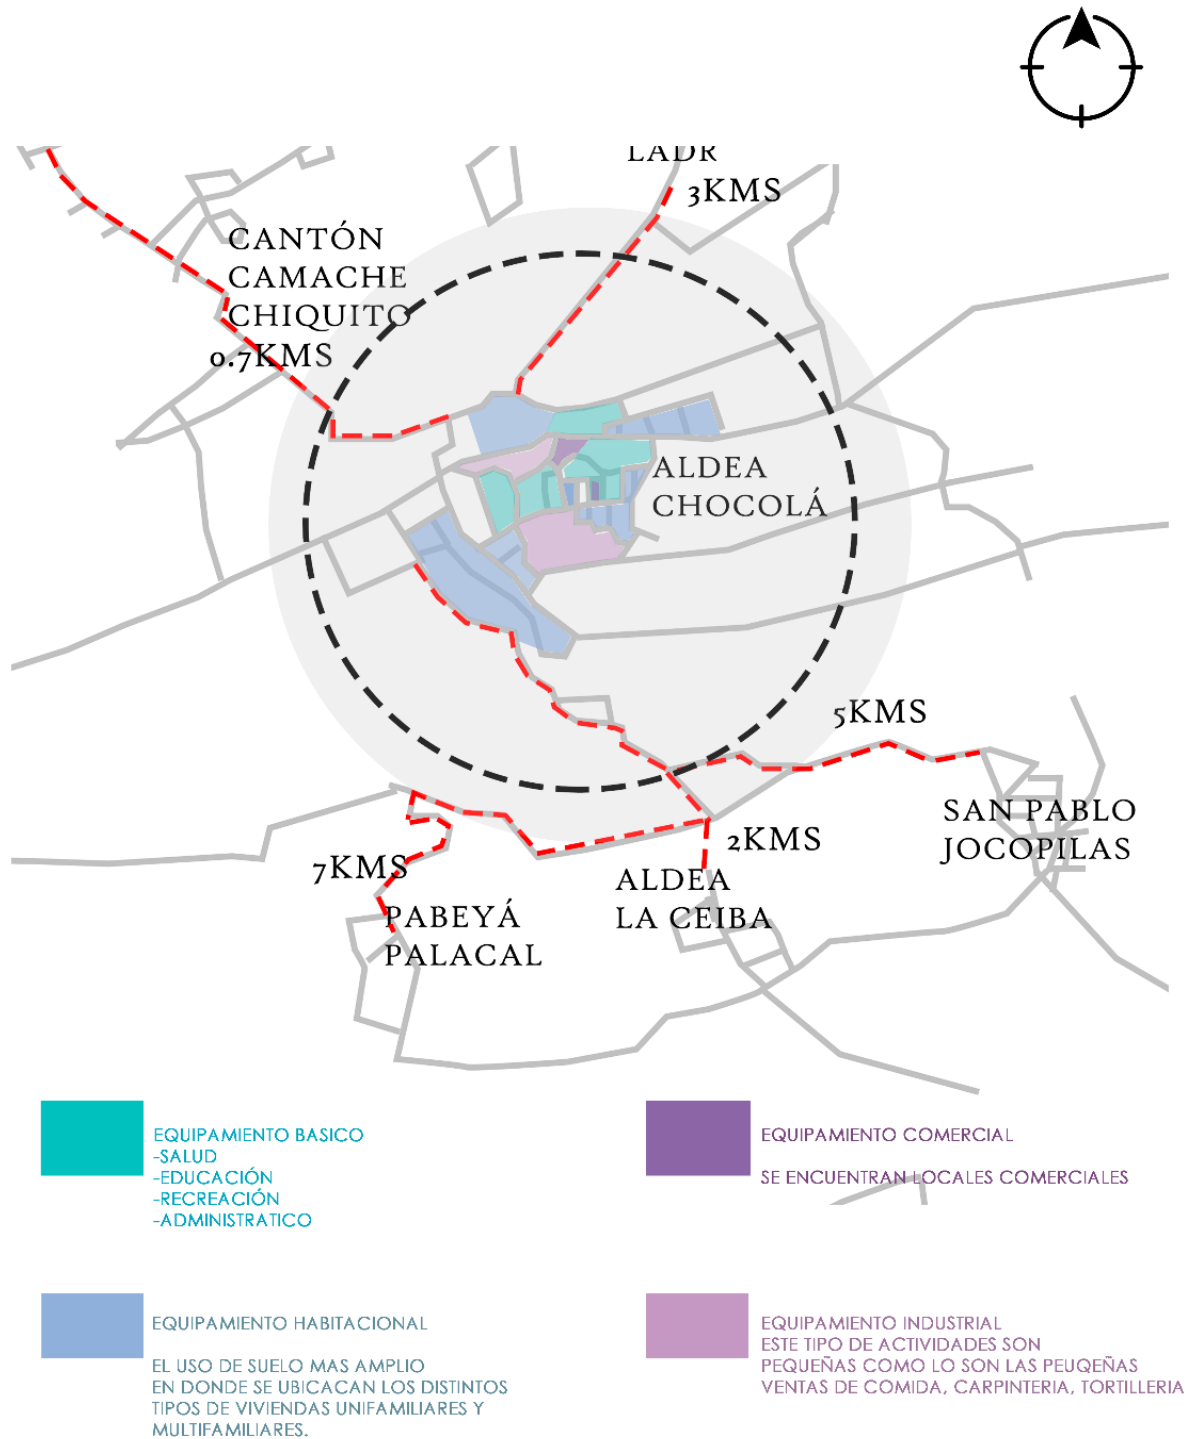 LADR
3KMS
CANTÓN
CAMACHE
CHIQUITO
0.7KMS
ALDEA
CHOCOLÁ
5KMS
SAN PABLO
JOCOPILAS
2KMS
ALDEA
LA CEIBA
7KMS
PABEYÁ
PALACAL
EQUIPAMIENTO BASICO
-SALUD
-EDUCACIÓN
-RECREACIÓN
-ADMINISTRATICO
EQUIPAMIENTO COMERCIAL
SE ENCUENTRAN LOCALES COMERCIALES
EQUIPAMIENTO HABITACIONAL
EL USO DE SUELO MAS AMPLIO
EN DONDE SE UBICACAN LOS DISTINTOS
TIPOS DE VIVIENDAS UNIFAMILIARES Y
MULTIFAMILIARES.
EQUIPAMIENTO INDUSTRIAL
ESTE TIPO DE ACTIVIDADES SON
PEQUEÑAS COMO LO SON LAS PEUQEÑAS
VENTAS DE COMIDA, CARPINTERIA, TORTILLERIA